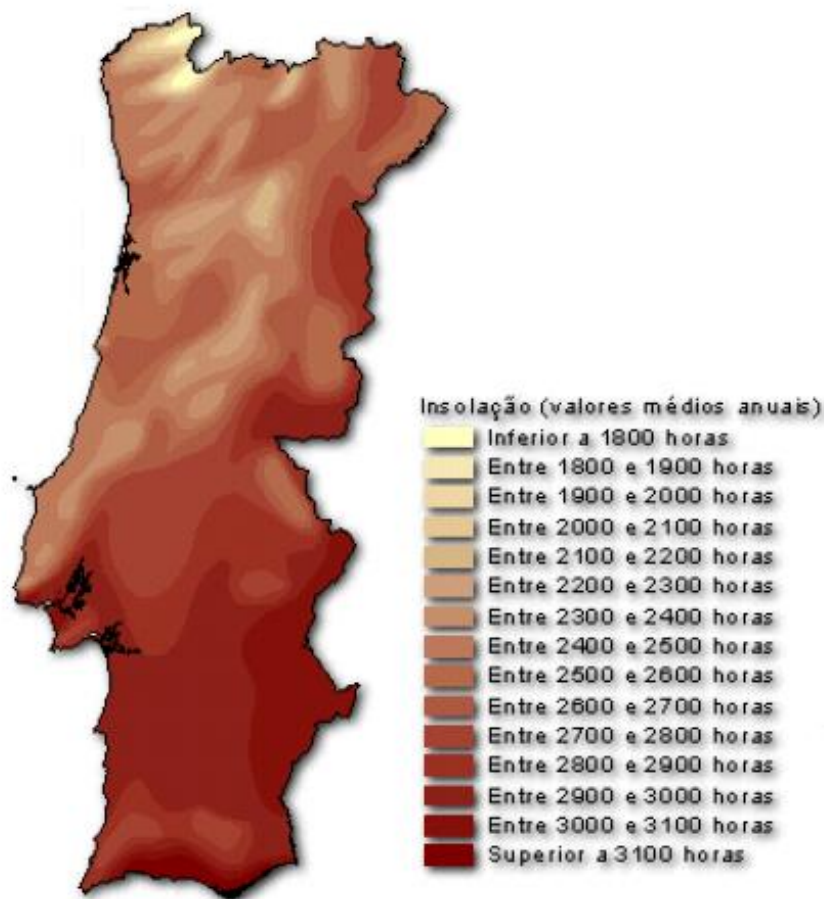 Insolação (valores médios anuais)
Inferior a 1800 horas
Entre 1800 e 1900 horas
Entre 1900 e 2000 horas
Entre 2000 e 2100 horas
Entre 2100 e 2200 horas
Entre 2200 e 2300 horas
Entre 2300 e 2400 horas
Entre 2400 e 2500 horas
Entre 2500 e 2600 horas
Entre 2600 e 2700 horas
Entre 2700 e 2800 horas
Entre 2800 e 2900 horas
Entre 2900 e 3000 horas
Entre 3000 e 3100 horas
Superior a 3100 horas